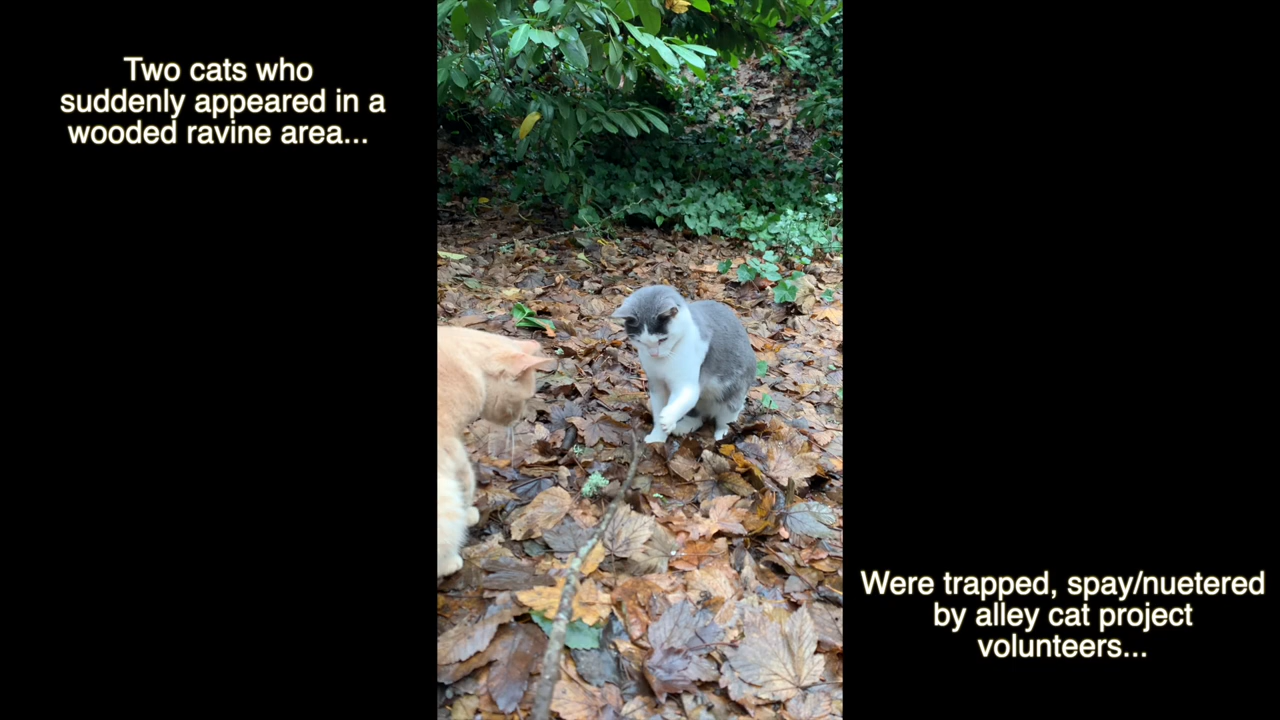 Two cats who
suddenly appeared in a
wooded ravine area...
Were trapped, spay/nuetered
by alley cat project
volunteers...